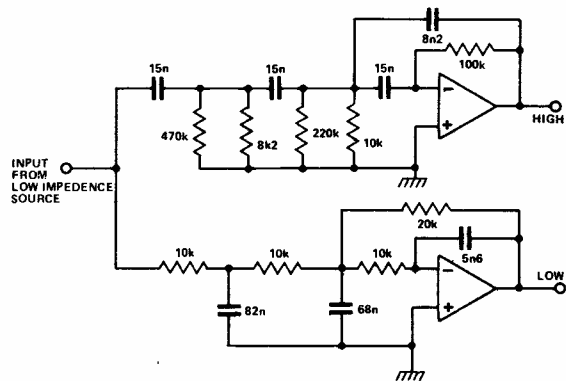 8n2
100k
15n
15n
15n
−
+
HIGH
470k
8k2
220k
10k
INPUT
FROM
LOW IMPEDENCE
SOURCE
20k
10k
10k
10k
5n6
−
+
LOW
82n
68n